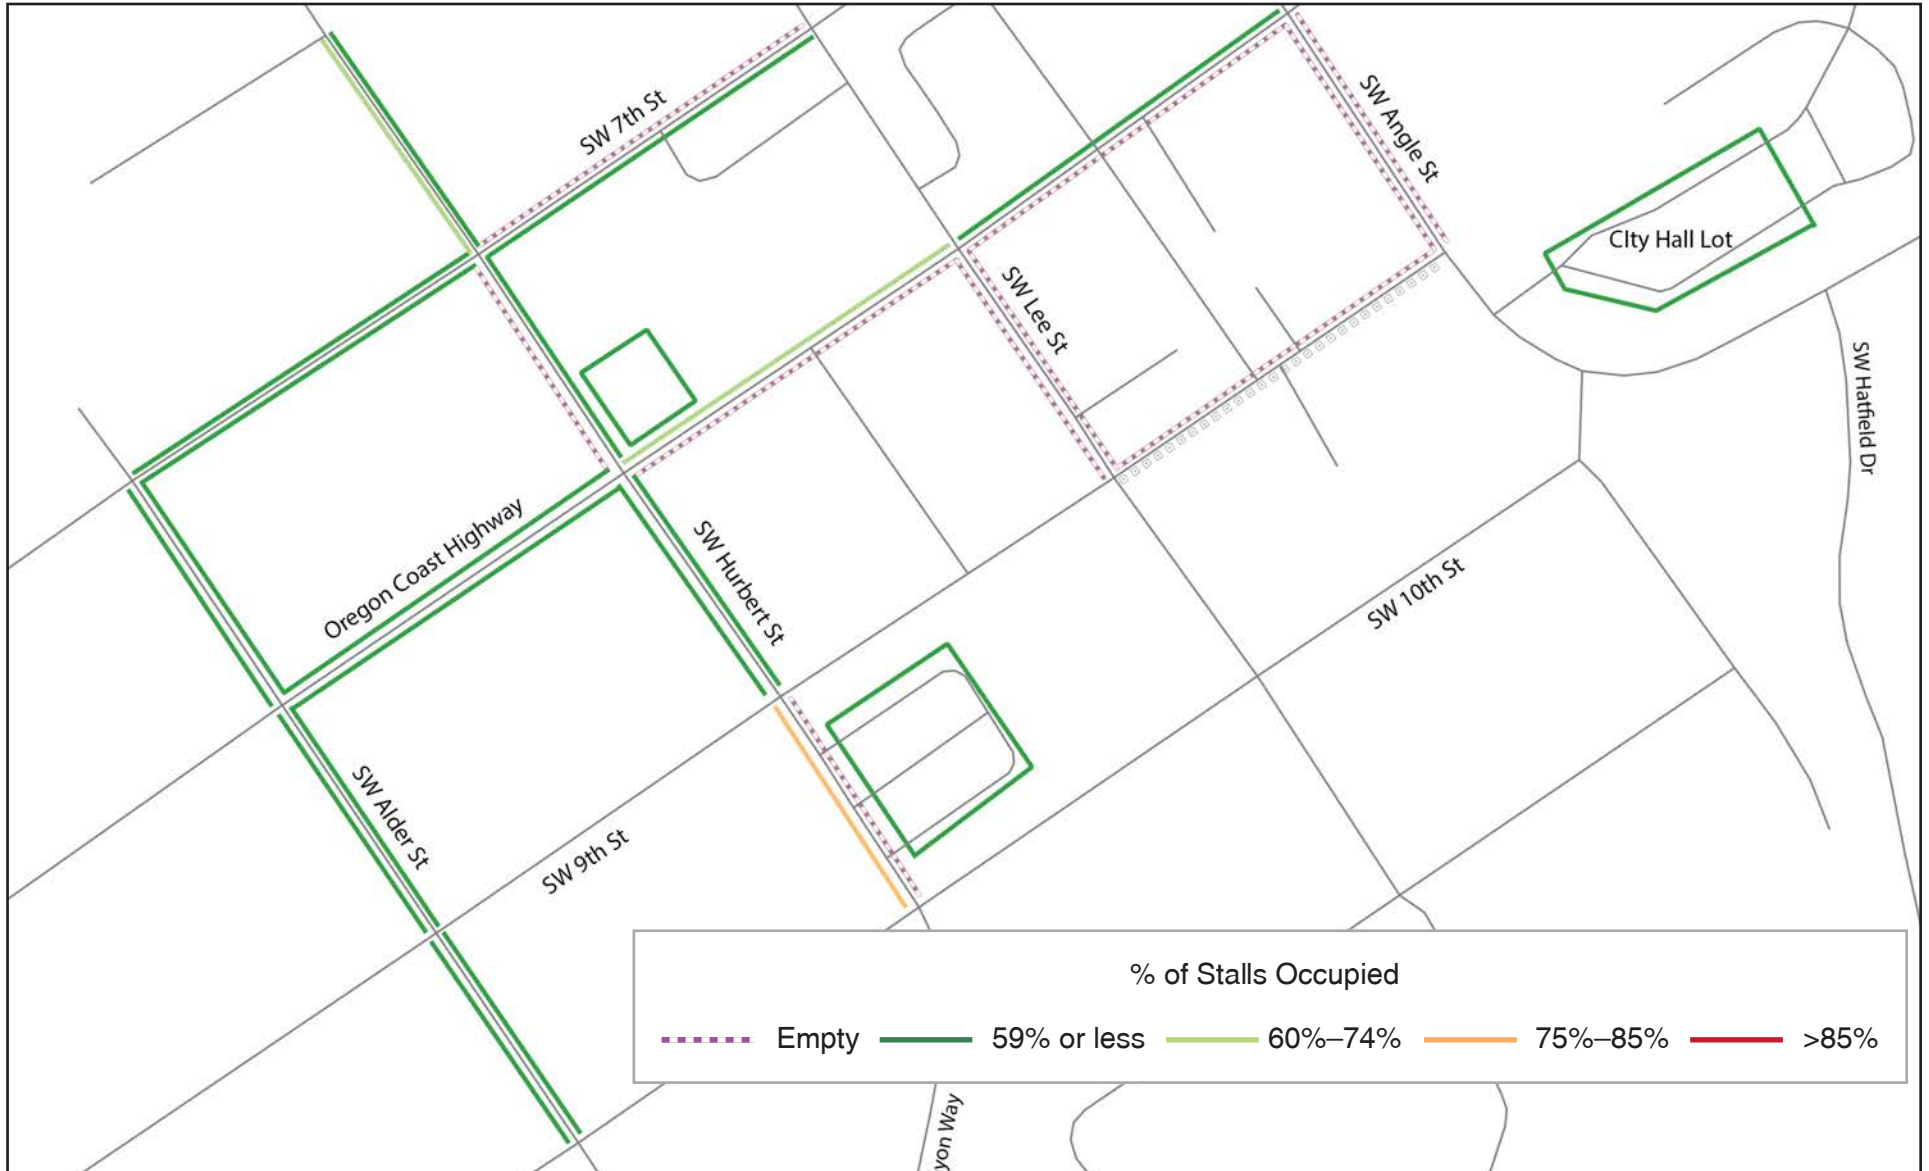 SW 7th St
SW Angle St
CIty Hall Lot
SW Lee St
SW Hatfield Dr
Oregon Coast Highway
SW Hurbert St
SW 10th St
SW Alder St
SW 9th St
% of Stalls Occupied
Empty 59% or less 60%–74% 75%–85% >85%
yon Way